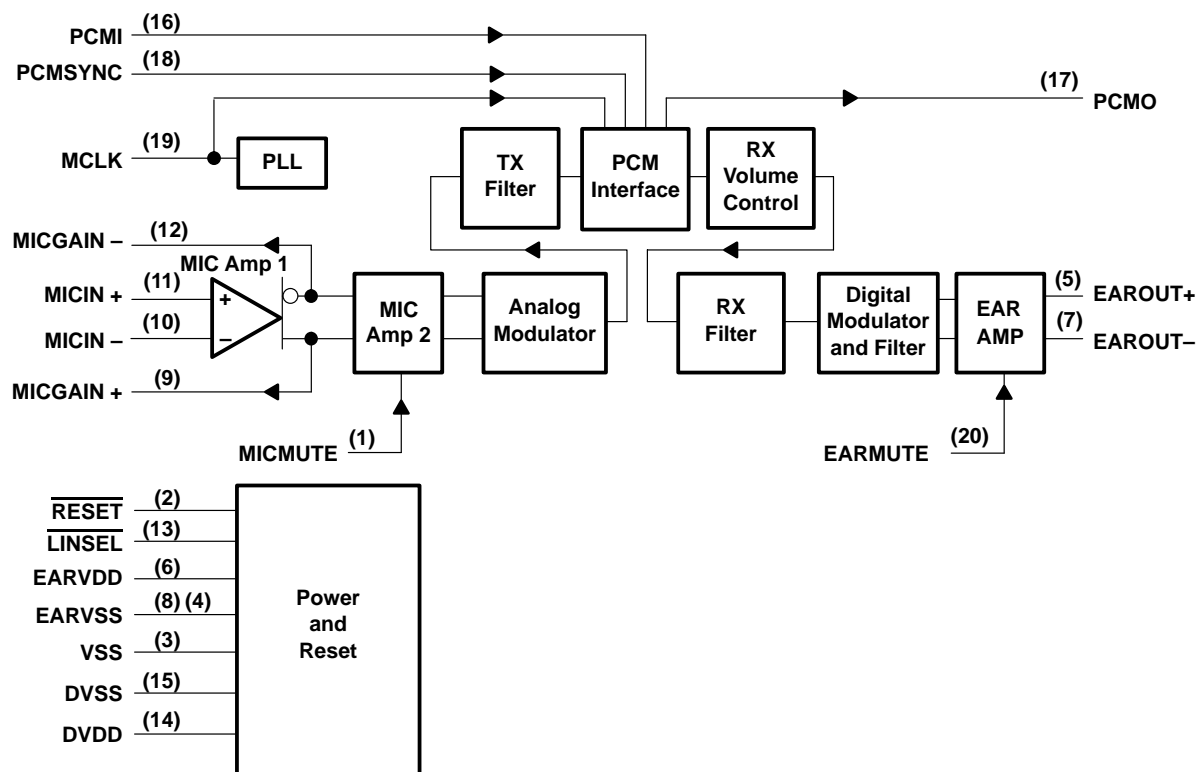 PCMI
(16)
PCMSYNC
(18)
(17)
PCMO
MCLK
(19)
PLL
TX
Filter
PCM
Interface
RX
Volume
Control
MICGAIN –
(12)
MIC Amp 1
MICIN +
(11)
+
MICIN –
(10)
–
MICGAIN +
(9)
MIC
Amp 2
Analog
Modulator
RX
Filter
Digital
Modulator
and Filter
EAR
AMP
(5)
EAROUT+
(7)
EAROUT–
MICMUTE
(1)
EARMUTE
(20)
RESET
(2)
LINSEL
(13)
EARVDD
(6)
EARVSS
(8) (4)
VSS
(3)
DVSS
(15)
DVDD
(14)
Power
and
Reset